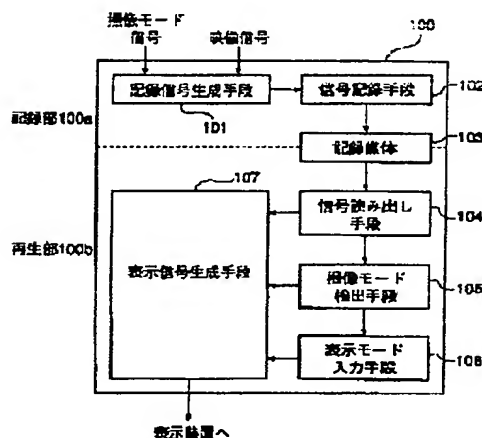 撮像モード
信号
映像信号
100
記録信号生成手段
101
信号記録手段
102
記録部100a
記録媒体
103
107
信号読み出し
手段
104
再生部100b
表示信号生成手段
撮像モード
検出手段
105
表示モード
入力手段
106
表示装置へ